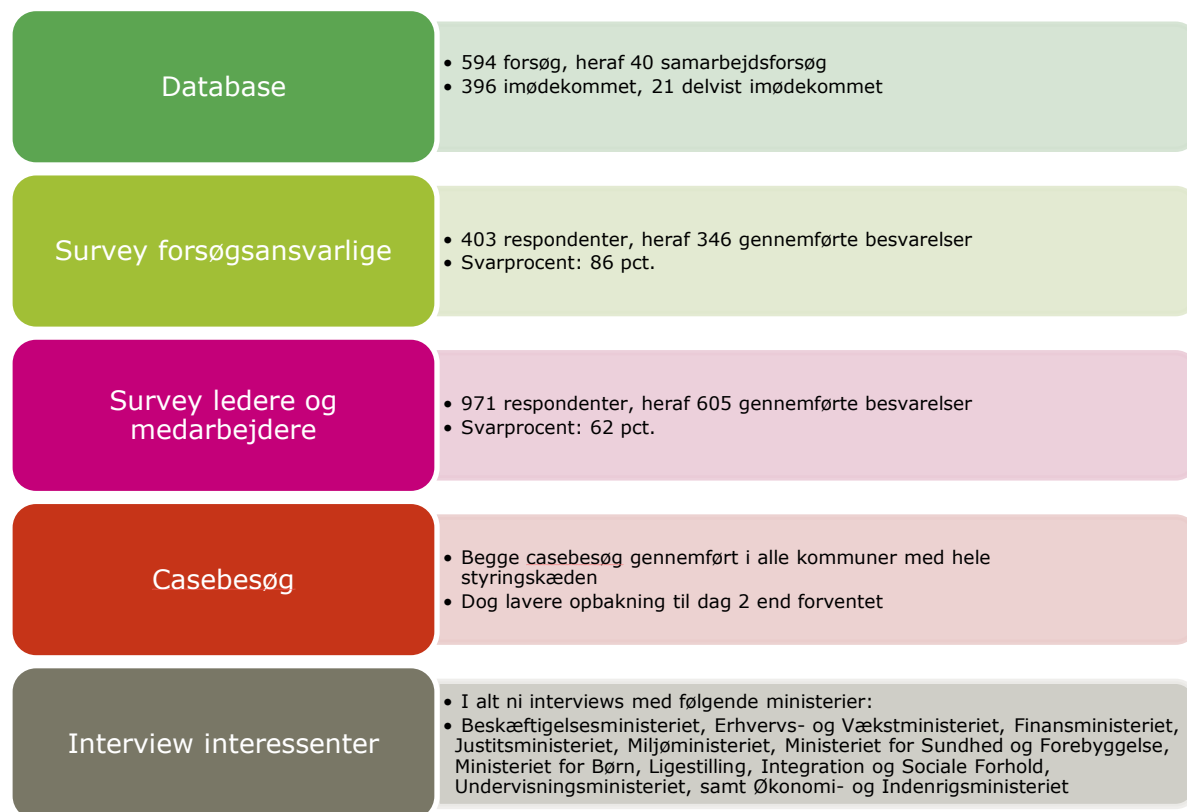 Database
• 594 forsøg, heraf 40 samarbejdsforsøg
• 396 imødekommet, 21 delvist imødekommet
Survey forsøgsansvarlige
• 403 respondenter, heraf 346 gennemførte besvarelser
• Svarprocent: 86 pct.
Survey ledere og
medarbejdere
• 971 respondenter, heraf 605 gennemførte besvarelser
• Svarprocent: 62 pct.
Casebesøg
• Begge casebesøg gennemført i alle kommuner med hele
styringskæden
• Dog lavere opbakning til dag 2 end forventet
Interview interessenter
• I alt ni interviews med følgende ministerier:
• Beskæftigelsesministeriet, Erhvervs- og Vækstministeriet, Finansministeriet,
Justitsministeriet, Miljøministeriet, Ministeriet for Sundhed og Forebyggelse,
Ministeriet for Børn, Ligestilling, Integration og Sociale Forhold,
Undervisningsministeriet, samt Økonomi- og Indenrigsministeriet